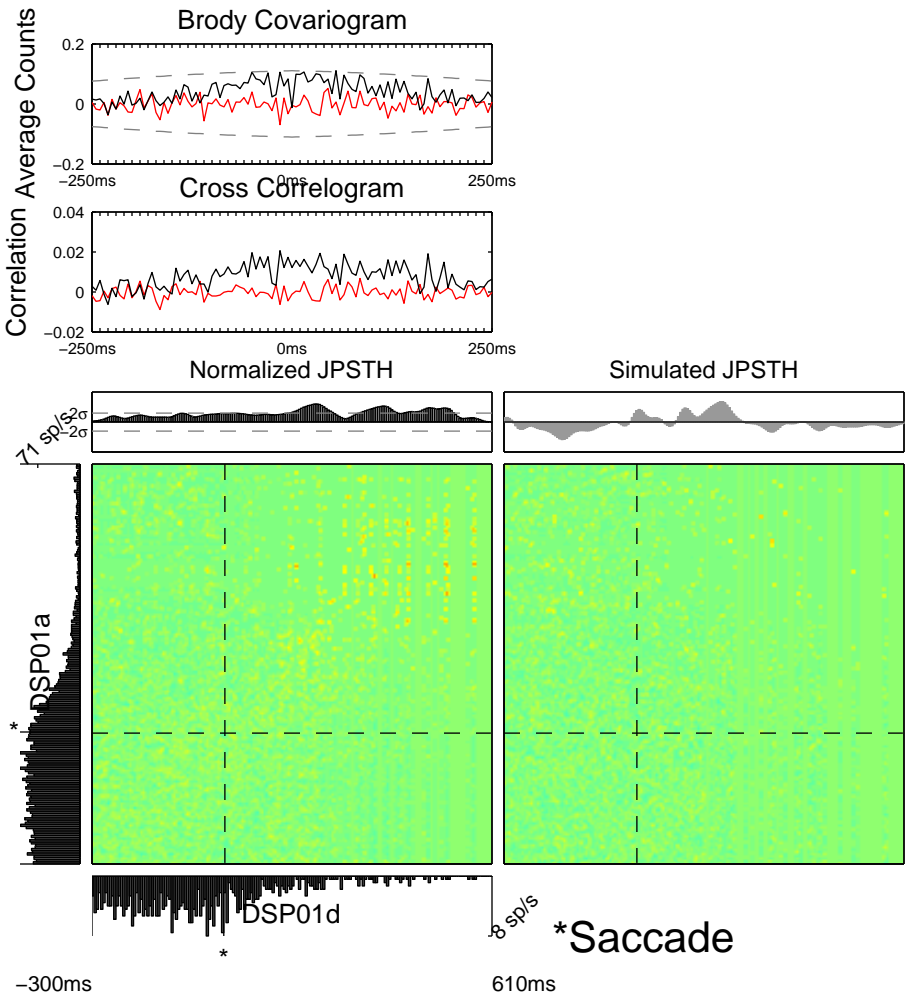 Brody Covariogram
Average Counts
0.2
0
−0.2
−250ms
0ms
250ms
Cross Correlogram
Correlation
0.04
0.02
0
−0.02
−250ms
0ms
250ms
Normalized JPSTH
Simulated JPSTH
2σ
−2σ
71 sp/s
DSP01a
*
DSP01d
8 sp/s
*
*Saccade
−300ms
610ms